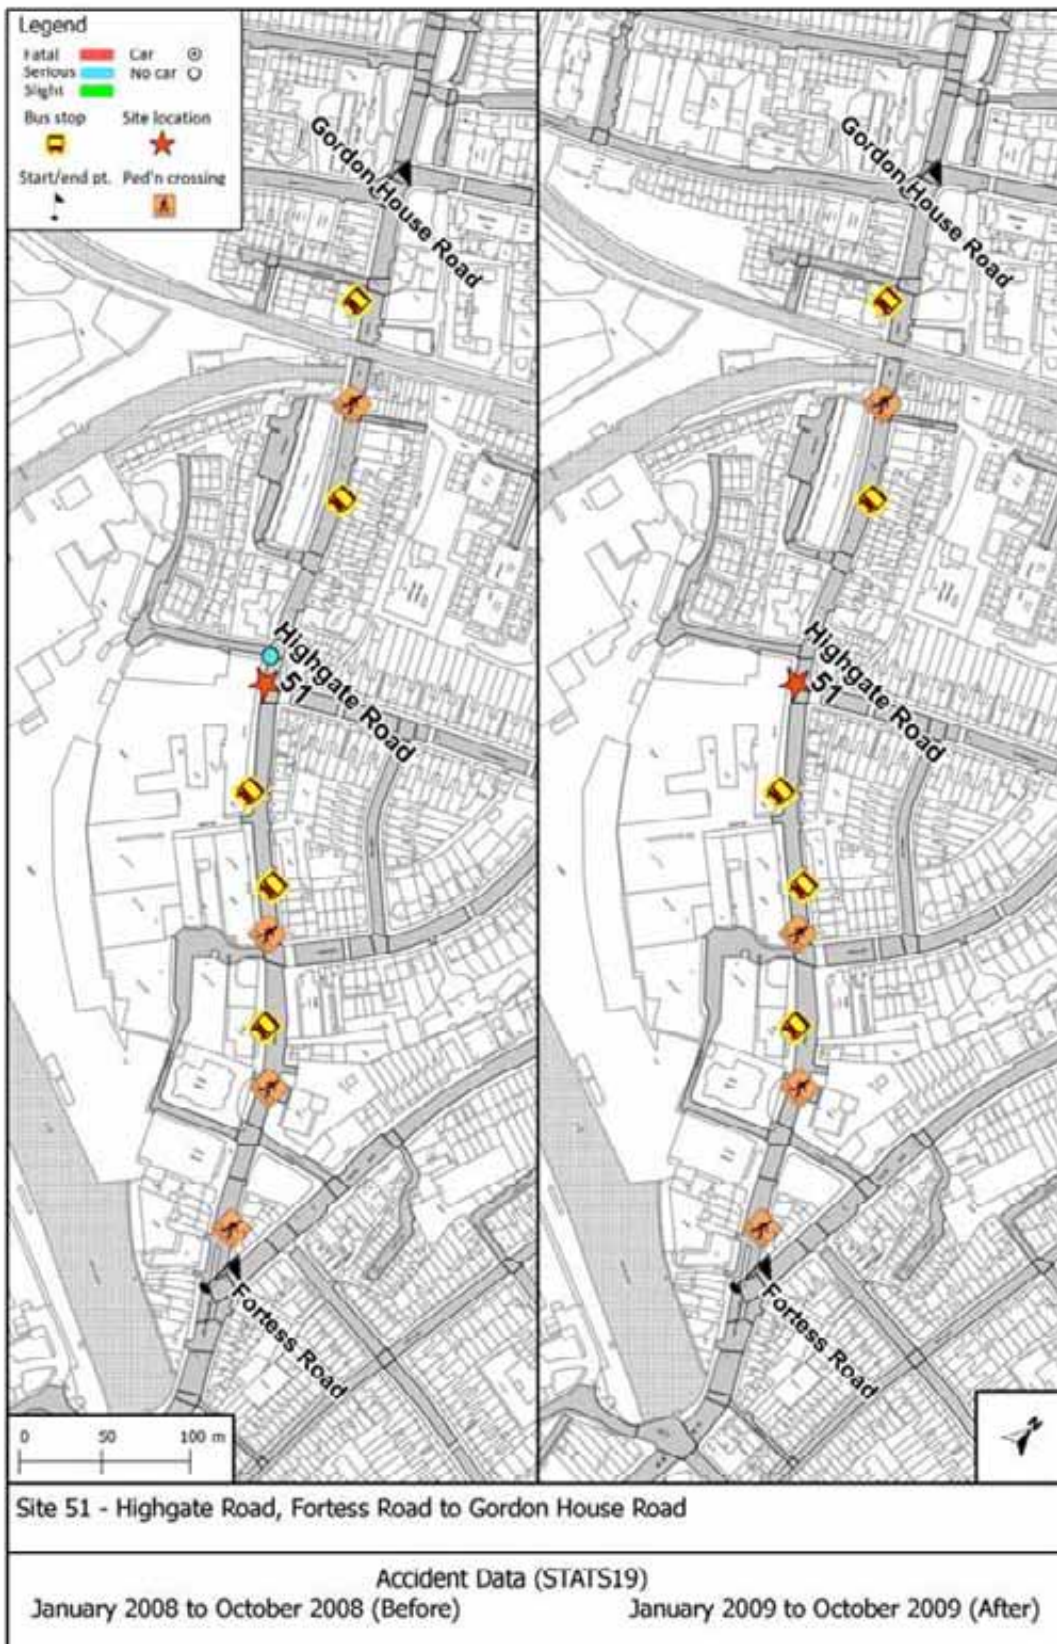 Legend
Fatal Car
Serious No car
Slight
Bus stop Site location
Start/end pt. Ped'n crossing
Gordon House Road
Gordon House Road
Highgate Road
51
Highgate Road
51
Fortess Road
Fortess Road
0 50 100 m
N
Site 51 - Highgate Road, Fortess Road to Gordon House Road
Accident Data (STATS19)
January 2008 to October 2008 (Before) January 2009 to October 2009 (After)